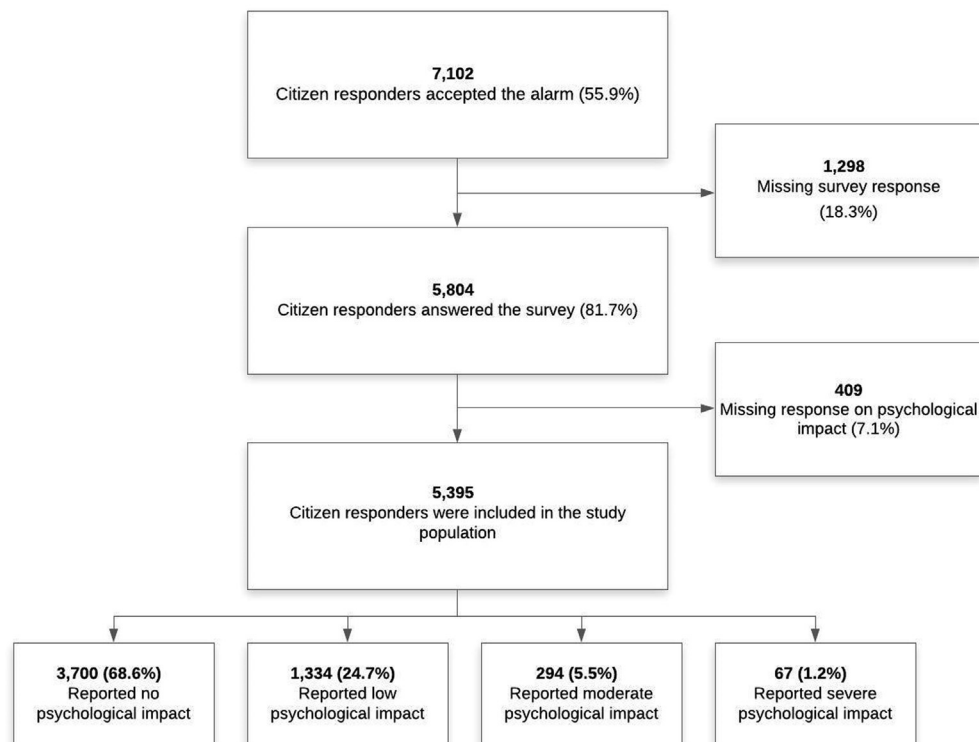 7,102
Citizen responders accepted the alarm (55.9%)
1,298
Missing survey response
(18.3%)
5,804
Citizen responders answered the survey (81.7%)
409
Missing response on psychological
impact (7.1%)
5,395
Citizen responders were included in the study
population
3,700 (68.6%)
Reported no
psychological impact
1,334 (24.7%)
Reported low
psychological impact
294 (5.5%)
Reported moderate
psychological impact
67 (1.2%)
Reported severe
psychological impact